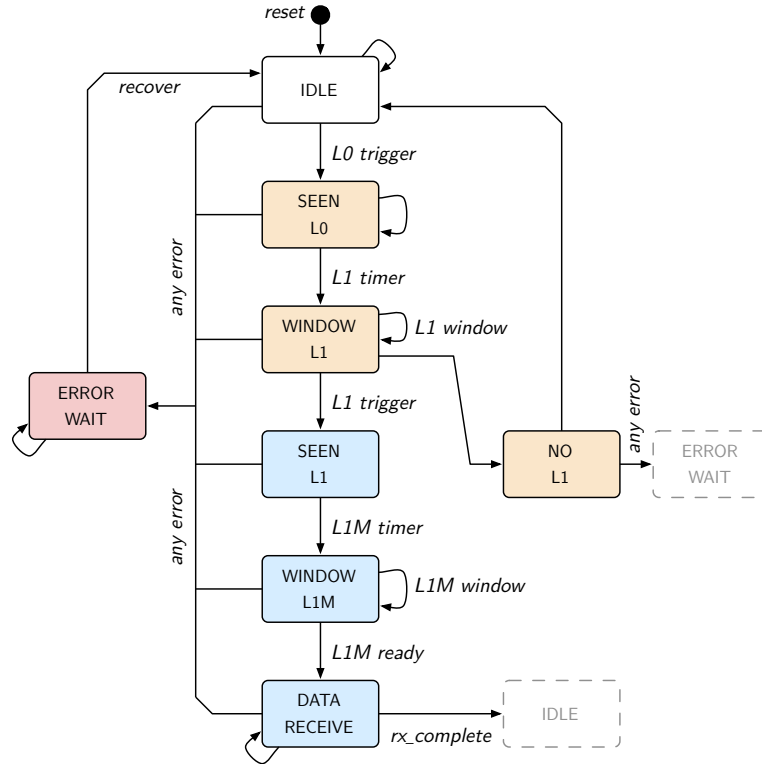 reset
IDLE
recover
L0 trigger
SEEN
L0
any error
L1 timer
WINDOW
L1
L1 window
ERROR
WAIT
L1 trigger
any error
SEEN
L1
NO
L1
ERROR
WAIT
any error
L1M timer
WINDOW
L1M
L1M window
L1M ready
DATA
RECEIVE
rx_complete
IDLE